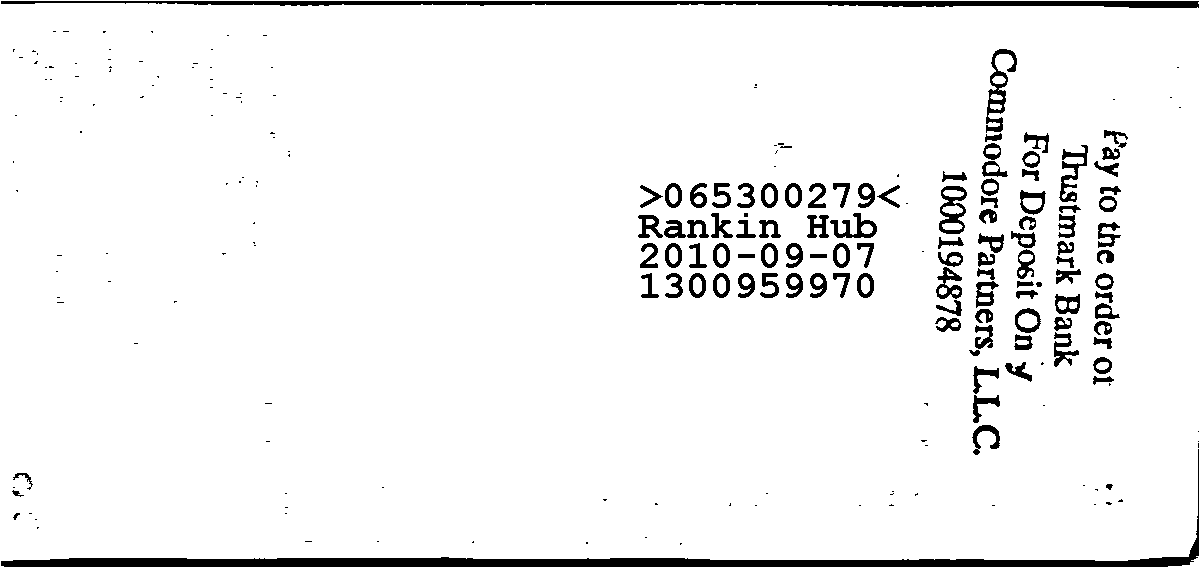 >065300279<
Rankin Hub
2010-09-07
1300959970
Pay to the order of
Trustmark Bank
For Deposit On y
Commodore Partners, L.L.C.
1000194878